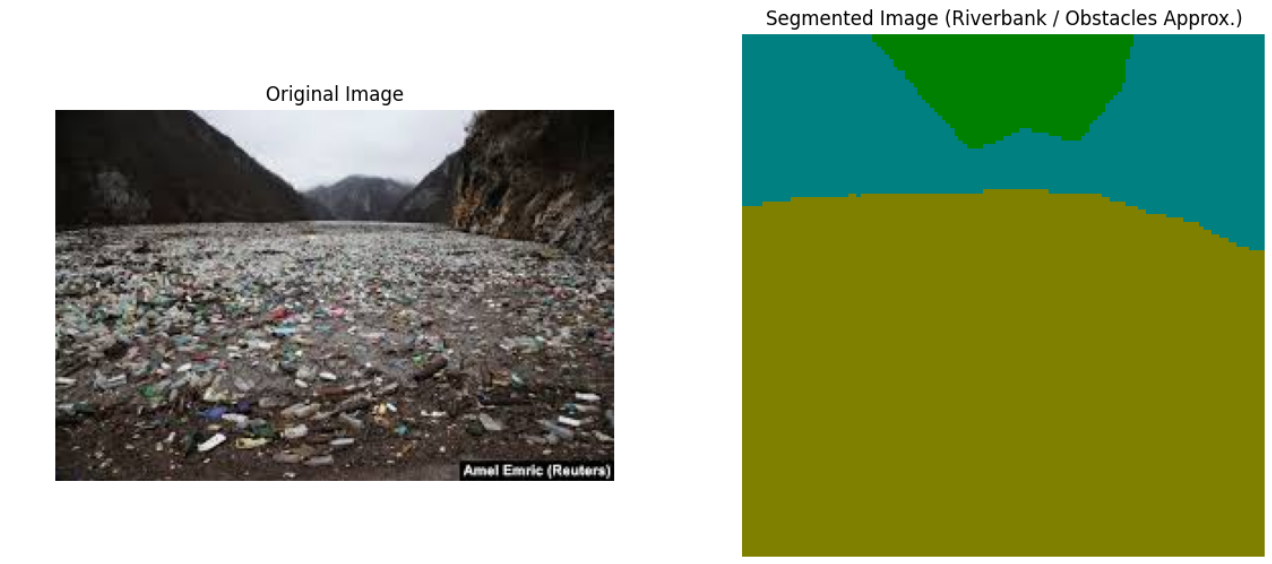 Original Image
Segmented Image (Riverbank / Obstacles Approx.)
Amel Emric (Reuters)